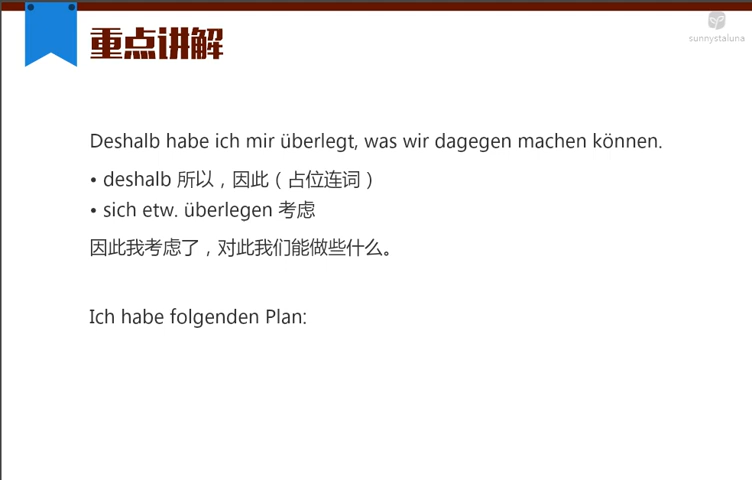 重点讲解
sunnystaluna
Deshalb habe ich mir überlegt, was wir dagegen machen können.
• deshalb 所以，因此（占位连词）
• sich etw. überlegen 考虑
因此我考虑了，对此我们能做些什么。
Ich habe folgenden Plan: